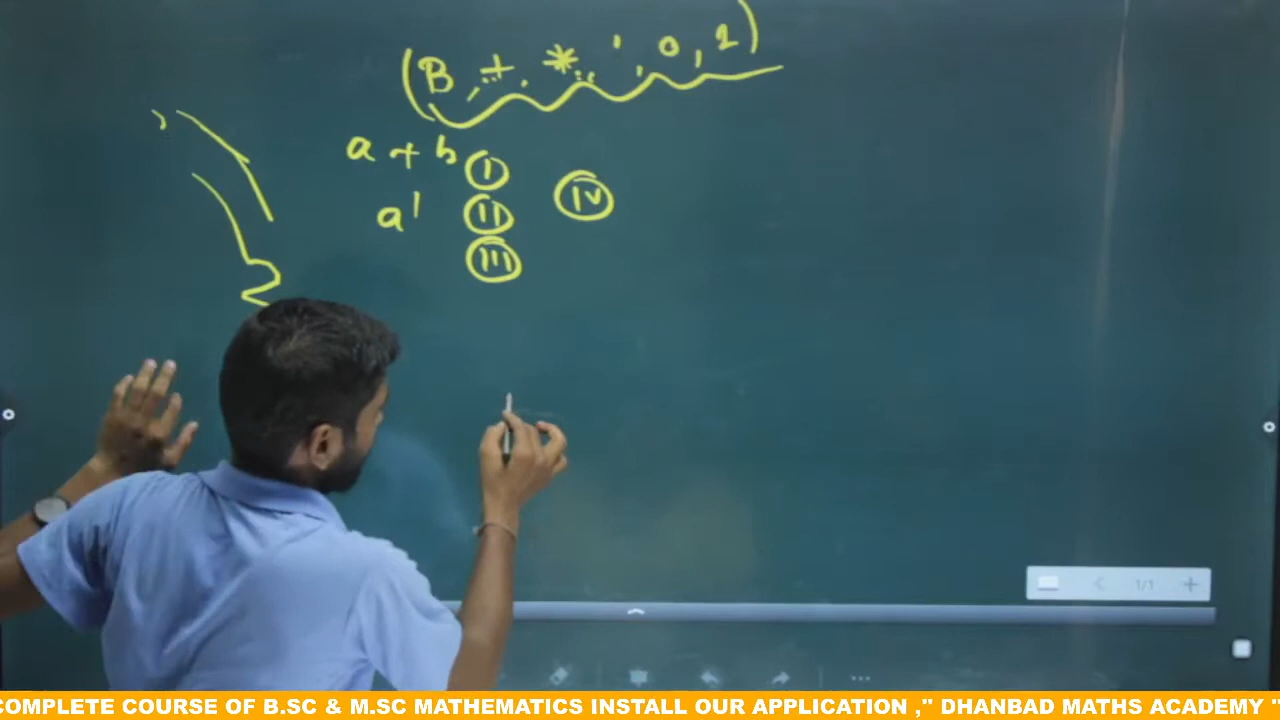 (B, +, *, ', 0, 1)
a + b (I) (IV)
a' (II)
(III)
1/1
COMPLETE COURSE OF B.SC & M.SC MATHEMATICS INSTALL OUR APPLICATION ," DHANBAD MATHS ACADEMY "